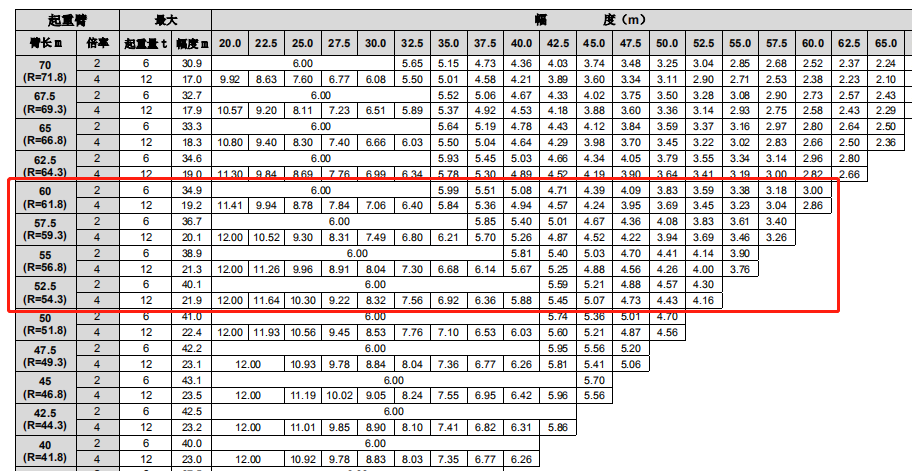 起重臂 最大 幅 度（m）
臂长 m 倍率 起重量 t 幅度 m 20.0 22.5 25.0 27.5 30.0 32.5 35.0 37.5 40.0 42.5 45.0 47.5 50.0 52.5 55.0 57.5 60.0 62.5 65.0
70 (R=71.8) 2 6 30.9 6.00 5.65 5.15 4.73 4.36 4.03 3.74 3.48 3.25 3.04 2.85 2.68 2.52 2.37 2.24
4 12 17.0 9.92 8.63 7.60 6.77 6.08 5.50 5.01 4.58 4.21 3.89 3.60 3.34 3.11 2.90 2.71 2.53 2.38 2.23 2.10
67.5 (R=69.3) 2 6 32.7 6.00 5.52 5.06 4.67 4.33 4.02 3.75 3.50 3.28 3.08 2.90 2.73 2.57 2.43
4 12 17.9 10.57 9.20 8.11 7.23 6.51 5.89 5.37 4.92 4.53 4.18 3.88 3.60 3.36 3.14 2.93 2.75 2.58 2.43 2.29
65 (R=66.8) 2 6 33.3 6.00 5.64 5.19 4.78 4.43 4.12 3.84 3.59 3.37 3.16 2.97 2.80 2.64 2.50
4 12 18.3 10.80 9.40 8.30 7.40 6.66 6.03 5.50 5.04 4.64 4.29 3.98 3.70 3.45 3.22 3.02 2.83 2.66 2.50 2.36
62.5 (R=64.3) 2 6 34.6 6.00 5.93 5.45 5.03 4.66 4.34 4.05 3.79 3.55 3.34 3.14 2.96 2.80
4 12 19.0 11.30 9.84 8.69 7.76 6.99 6.34 5.78 5.30 4.89 4.52 4.19 3.90 3.64 3.41 3.19 3.00 2.82 2.66
60 (R=61.8) 2 6 34.9 6.00 5.99 5.51 5.08 4.71 4.39 4.09 3.83 3.59 3.38 3.18 3.00
4 12 19.2 11.41 9.94 8.78 7.84 7.06 6.40 5.84 5.36 4.94 4.57 4.24 3.95 3.69 3.45 3.23 3.04 2.86
57.5 (R=59.3) 2 6 36.7 6.00 5.85 5.40 5.01 4.67 4.36 4.08 3.83 3.61 3.40
4 12 20.1 12.00 10.52 9.30 8.31 7.49 6.80 6.21 5.70 5.26 4.87 4.52 4.22 3.94 3.69 3.46 3.26
55 (R=56.8) 2 6 38.9 6.00 5.81 5.40 5.03 4.70 4.41 4.14 3.90
4 12 21.3 12.00 11.26 9.96 8.91 8.04 7.30 6.68 6.14 5.67 5.25 4.88 4.56 4.26 4.00 3.76
52.5 (R=54.3) 2 6 40.1 6.00 5.59 5.21 4.88 4.57 4.30
4 12 21.9 12.00 11.64 10.30 9.22 8.32 7.56 6.92 6.36 5.88 5.45 5.07 4.73 4.43 4.16
50 (R=51.8) 2 6 41.0 6.00 5.74 5.36 5.01 4.70
4 12 22.4 12.00 11.93 10.56 9.45 8.53 7.76 7.10 6.53 6.03 5.60 5.21 4.87 4.56
47.5 (R=49.3) 2 6 42.2 6.00 5.95 5.56 5.20
4 12 23.1 12.00 10.93 9.78 8.84 8.04 7.36 6.77 6.26 5.81 5.41 5.06
45 (R=46.8) 2 6 43.1 6.00 5.70
4 12 23.5 12.00 11.19 10.02 9.05 8.24 7.55 6.95 6.42 5.96 5.56
42.5 (R=44.3) 2 6 42.5 6.00
4 12 23.2 12.00 11.01 9.85 8.90 8.10 7.41 6.82 6.31 5.86
40 (R=41.8) 2 6 40.0 6.00
4 12 23.0 12.00 10.92 9.78 8.83 8.03 7.35 6.77 6.26